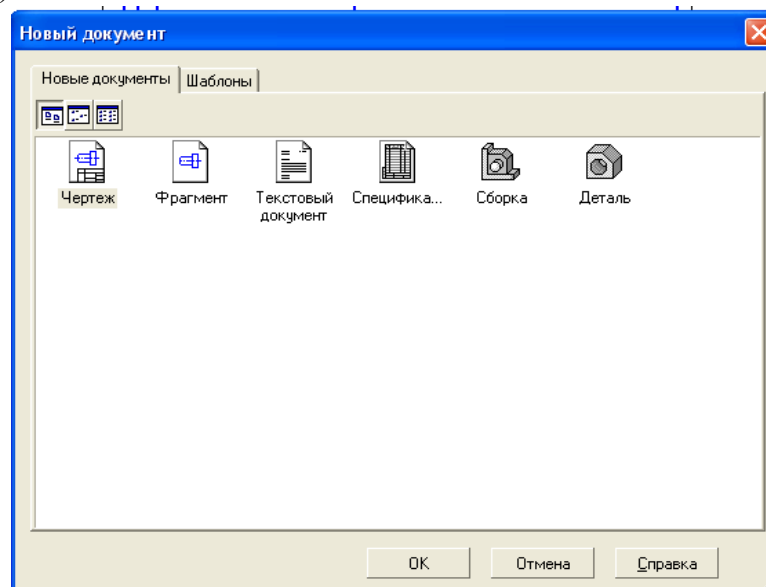 Новый документ
Новые документы Шаблоны
Чертеж Фрагмент Текстовый документ Специфика... Сборка Деталь
OK Отмена Справка